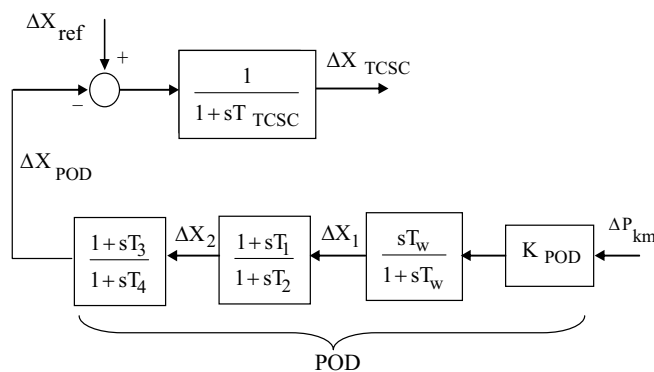 ΔX_ref
+
−
1
1+sT_TCSC
ΔX_TCSC
ΔX_POD
1+sT_3
1+sT_4
ΔX_2
1+sT_1
1+sT_2
ΔX_1
sT_w
1+sT_w
K_POD
ΔP_km
POD